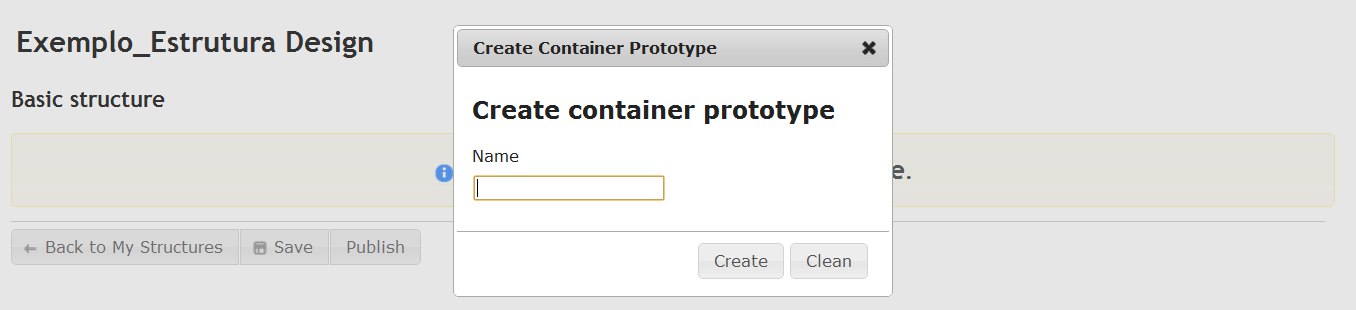 Exemplo_Estrutura Design
Basic structure
e.
Back to My Structures
Save
Publish
Create Container Prototype
Create container prototype
Name
Create
Clean